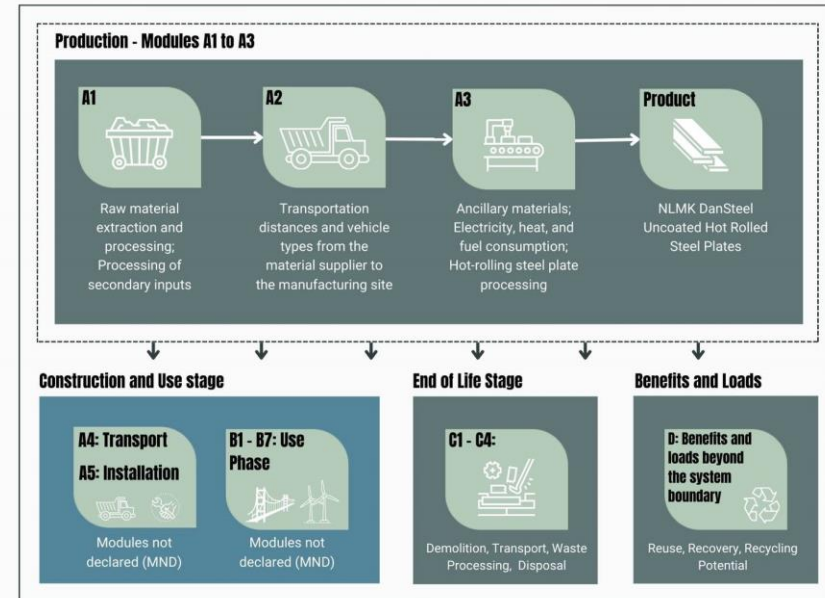 Production - Modules A1 to A3
A1
Raw material
extraction and
processing;
Processing of
secondary inputs
A2
Transportation
distances and vehicle
types from the
material supplier to
the manufacturing site
A3
Ancillary materials;
Electricity, heat, and
fuel consumption;
Hot-rolling steel plate
processing
Product
NLMK DanSteel
Uncoated Hot Rolled
Steel Plates
Construction and Use stage
A4: Transport
A5: Installation
Modules not
declared (MND)
B1 - B7: Use
Phase
Modules not
declared (MND)
End of Life Stage
C1 - C4:
Demolition, Transport, Waste
Processing, Disposal
Benefits and Loads
D: Benefits and
loads beyond
the system
boundary
Reuse, Recovery, Recycling
Potential